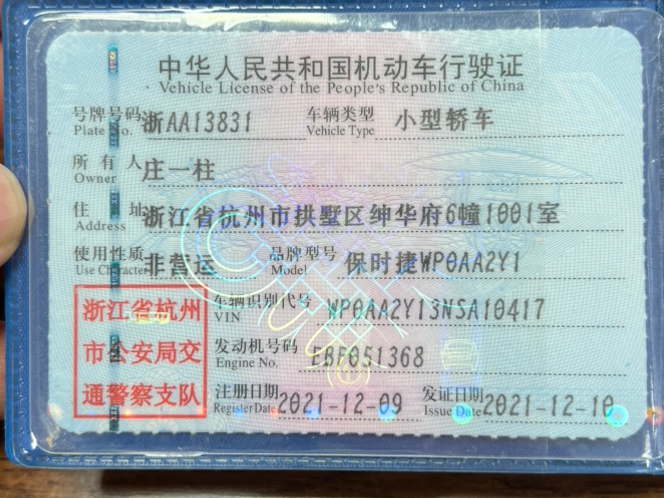 中华人民共和国机动车行驶证
Vehicle License of the People's Republic of China
号牌号码 浙AA13831 车辆类型 小型轿车
Plate No. Vehicle Type
所有人 庄一柱
Owner
住址 浙江省杭州市拱墅区绅华府6幢1001室
Address
使用性质 非营运 品牌型号 保时捷WP0AA2Y1
Use Character Model
浙江省杭州 车辆识别代号 WP0AA2Y13NSA10417
VIN
市公安局交 发动机号码 EBF051368
Engine No.
通警察支队 注册日期 2021-12-09 发证日期 2021-12-10
Register Date Issue Date